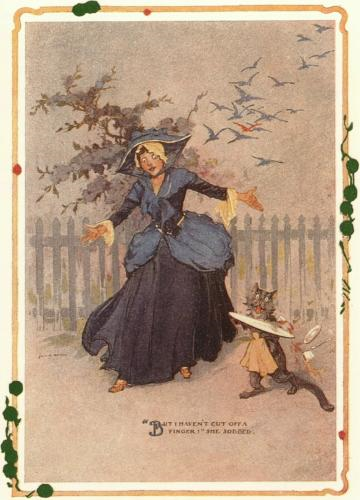 "BUT I HAVEN'T CUT OFF A
FINGER!" SHE SOBBED.